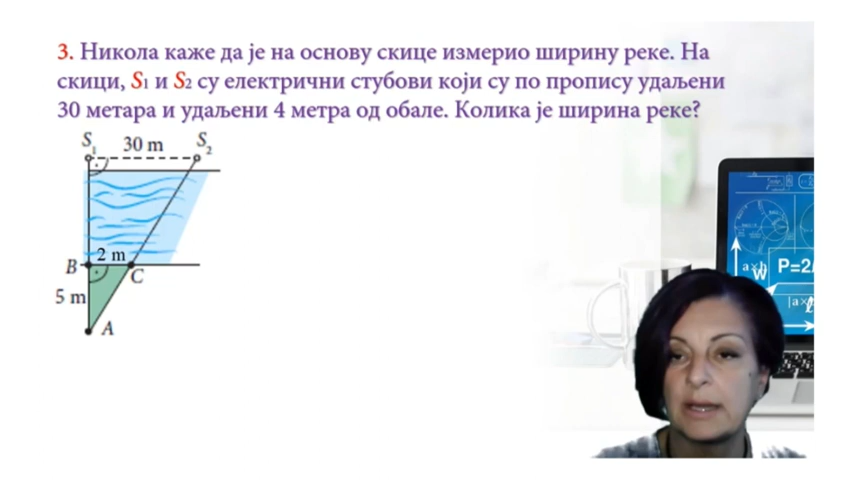 3. Никола каже да је на основу скице измерио ширину реке. На
скици, S1 и S2 су електрични стубови који су по пропису удаљени
30 метара и удаљени 4 метра од обале. Колика је ширина реке?
S1 30 m S2
2 m
B
C
5 m
A
a×b
w
P=2
|a×